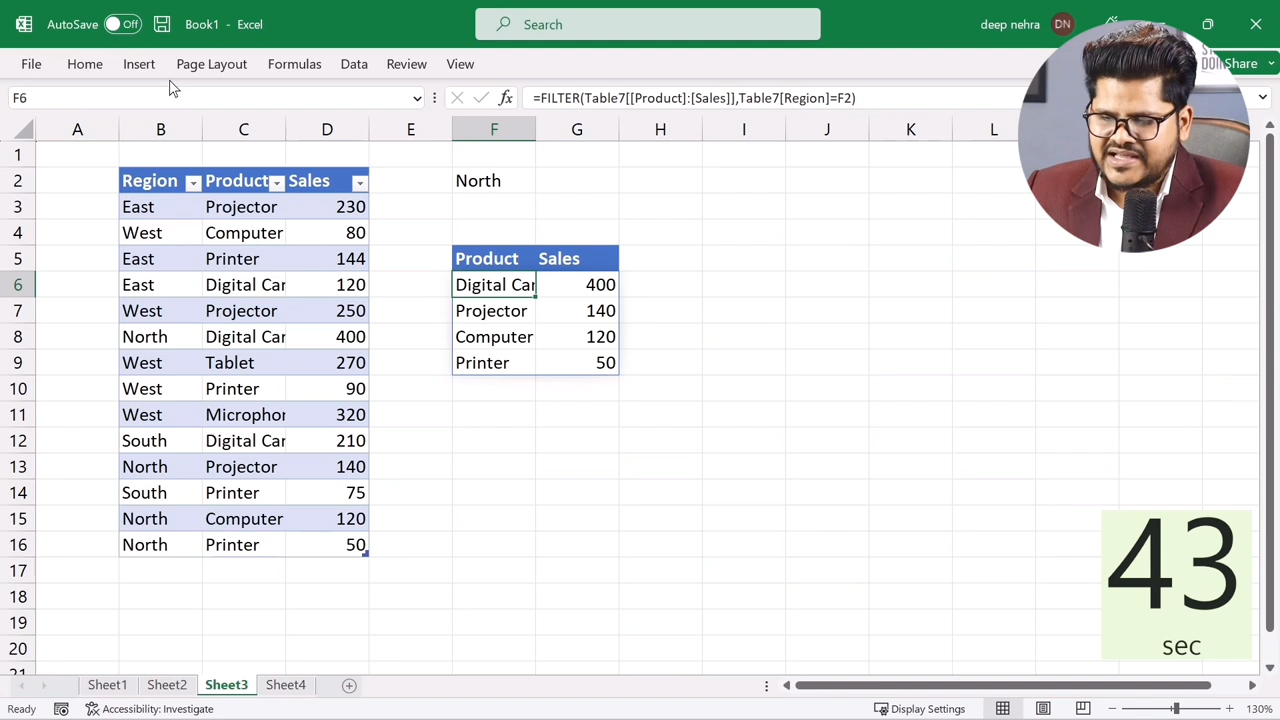 AutoSave Off Book1 - Excel Search deep nehra DN
File Home Insert Page Layout Formulas Data Review View Share
F6 fx =FILTER(Table7[[Product]:[Sales]],Table7[Region]=F2)
A B C D E F G H I J K L
1
2 Region Product Sales North
3 East Projector 230
4 West Computer 80
5 East Printer 144 Product Sales
6 East Digital Car 120 Digital Car 400
7 West Projector 250 Projector 140
8 North Digital Car 400 Computer 120
9 West Tablet 270 Printer 50
10 West Printer 90
11 West Microphor 320
12 South Digital Car 210
13 North Projector 140
14 South Printer 75
15 North Computer 120
16 North Printer 50
17
18
19
20
21
43
sec
Sheet1 Sheet2 Sheet3 Sheet4
Ready Accessibility: Investigate Display Settings 130%